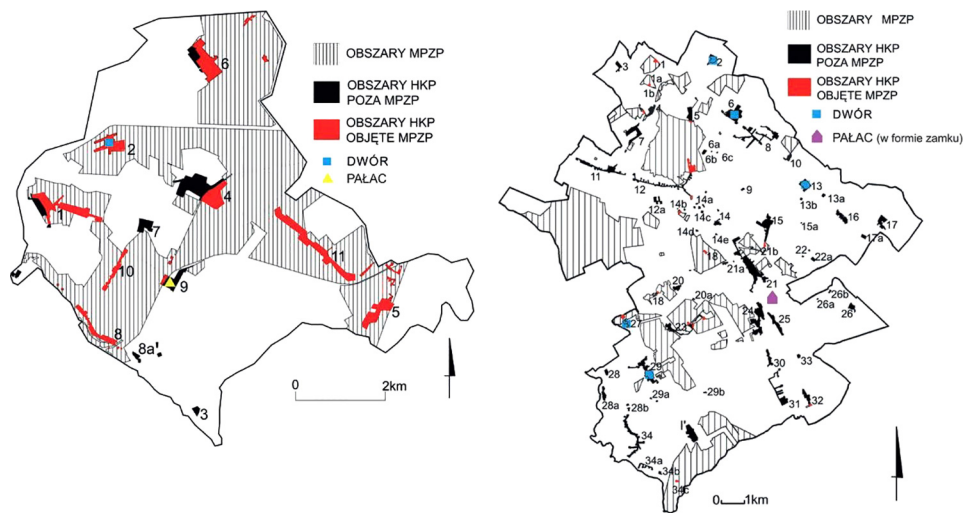 OBSZARY MPZP
OBSZARY HKP
POZA MPZP
OBSZARY HKP
OBJĘTE MPZP
DWÓR
PAŁAC
6
2
4
1
7
11
10
9
5
8
8a'
3
0 2km
OBSZARY MPZP
OBSZARY HKP
POZA MPZP
OBSZARY HKP
OBJĘTE MPZP
DWÓR
PAŁAC (w formie zamku)
3
1
2
1a
1b
4
5
6
7
8
6a
6b
6c
10
11
12
9
13
13a
13b
12a
14a
14b
14c
14
15
15a
16
17
17a
14d
14e
18
21b
22
22a
21a
21
20
18
20a
26b
26a
26
27
23
24
25
29
30
33
28
28a
29a
29b
28b
31
32
34
I'
34a
34b
34c
0 1km